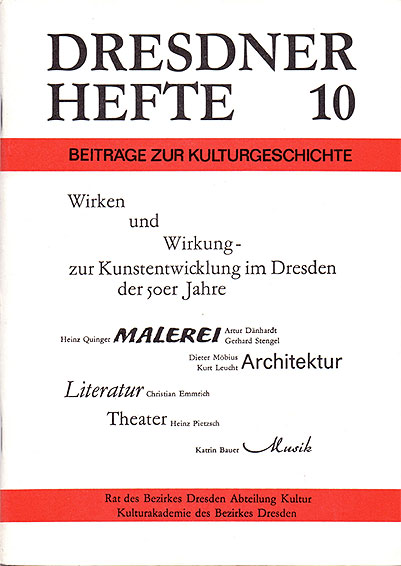 DRESDNER
HEFTE 10
BEITRÄGE ZUR KULTURGESCHICHTE
Wirken
und
Wirkung-
zur Kunstentwicklung im Dresden
der 50er Jahre
Heinz Quinger MALEREI Artur Dänhardt
Gerhard Stengel
Dieter Möbius
Kurt Leucht Architektur
Literatur Christian Emmrich
Theater Heinz Pietzsch
Katrin Bauer Musik
Rat des Bezirkes Dresden Abteilung Kultur
Kulturakademie des Bezirkes Dresden